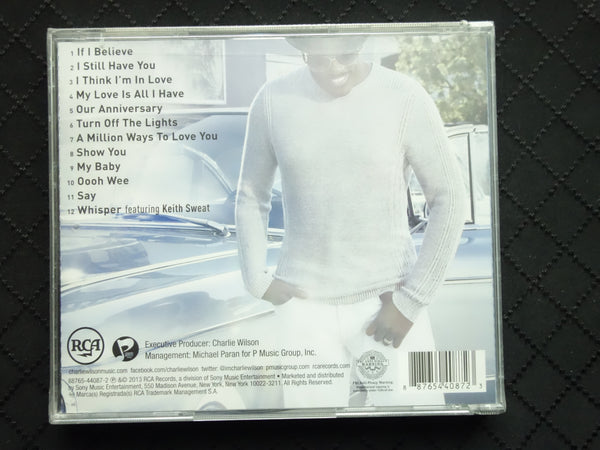 1 If I Believe
2 I Still Have You
3 I Think I'm In Love
4 My Love Is All I Have
5 Our Anniversary
6 Turn Off The Lights
7 A Million Ways To Love You
8 Show You
9 My Baby
10 Oooh Wee
11 Say
12 Whisper featuring Keith Sweat
RCA
P
Executive Producer: Charlie Wilson
Management: Michael Paran for P Music Group, Inc.
charliewilsonmusic.com facebook.com/charliewilson twitter @imcharliewilson pmusicgroup.com rcarecords.com
88765-44087-2 ℗ &© 2013 RCA Records, a division of Sony Music Entertainment • Marketed and distributed
by Sony Music Entertainment, 550 Madison Avenue, New York, New York 10022-3211. All Rights Reserved.
Marca(s) Registrada(s) RCA Trademark Management S.A.
FBI Anti-Piracy Warning
8 8765440872 3